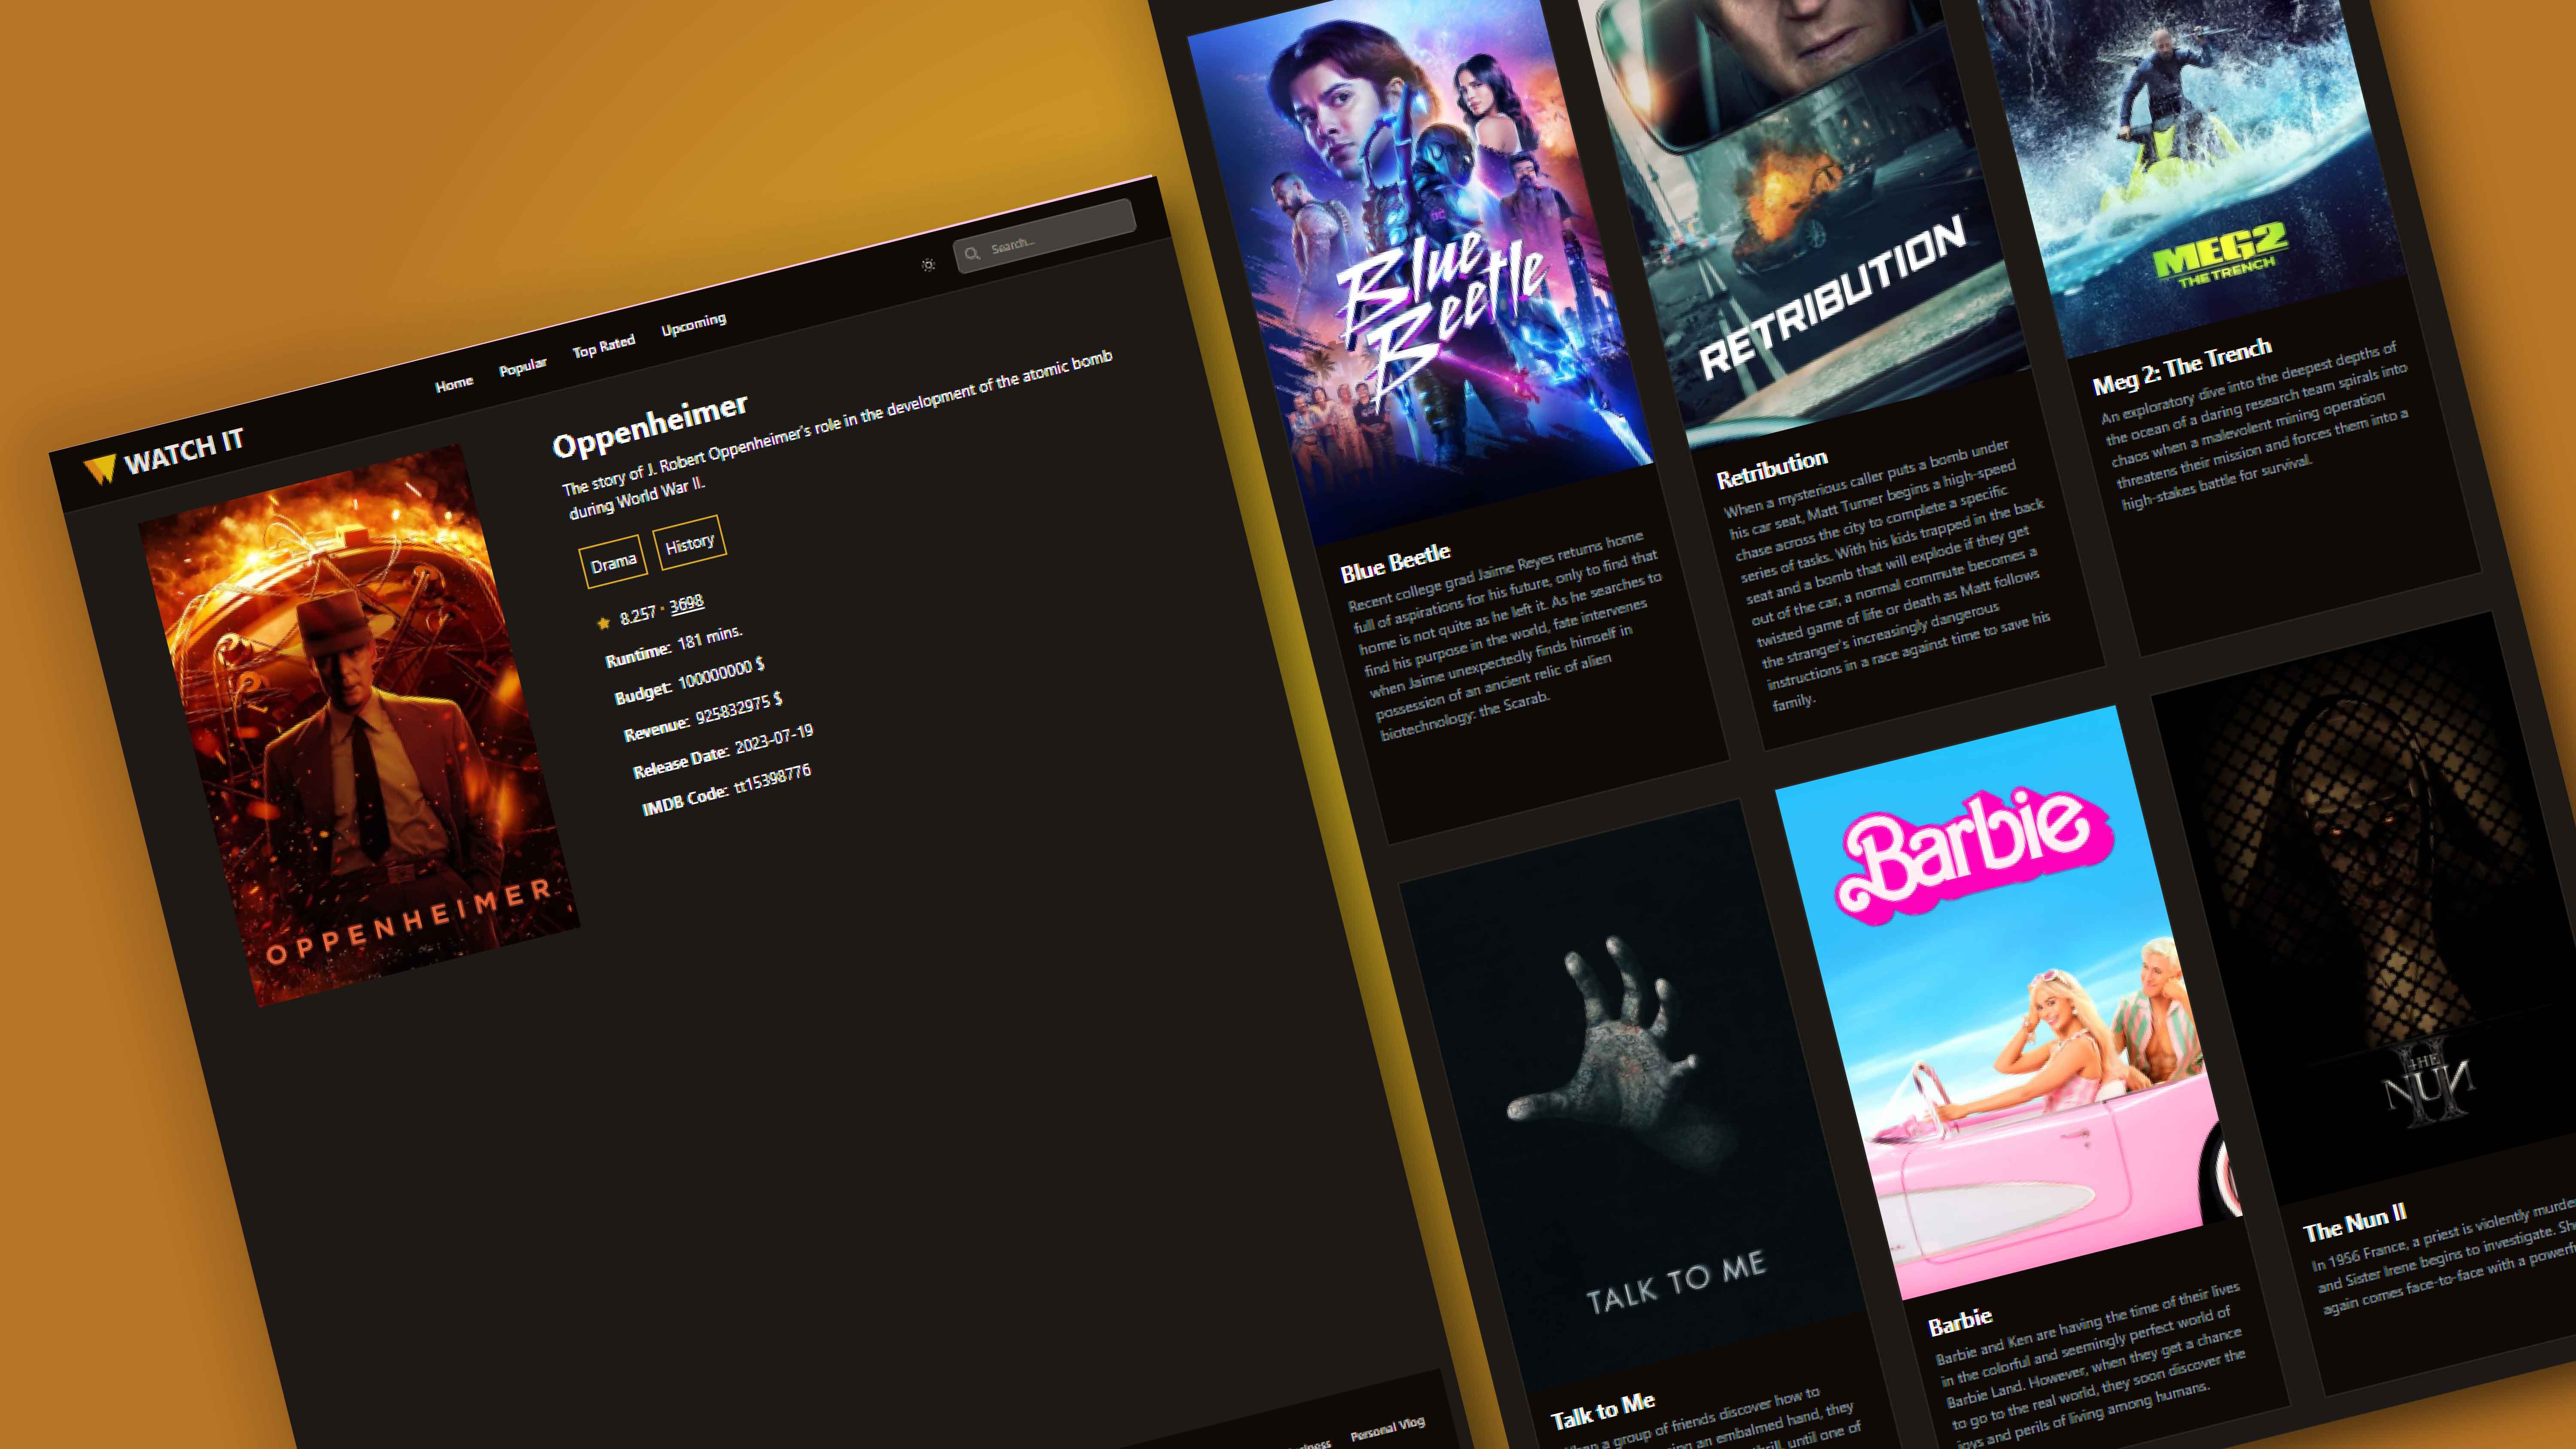 WATCH IT
Home
Popular
Top Rated
Upcoming
Search...
OPPENHEIMER
Oppenheimer
The story of J. Robert Oppenheimer's role in the development of the atomic bomb
during World War II.
Drama
History
8.257 • 3698
Runtime: 181 mins.
Budget: 100000000 $
Revenue: 925832975 $
Release Date: 2023-07-19
IMDB Code: tt15398776
Personal Vlog
Blue
Beetle
Blue Beetle
Recent college grad Jaime Reyes returns home
full of aspirations for his future, only to find that
home is not quite as he left it. As he searches to
find his purpose in the world, fate intervenes
when Jaime unexpectedly finds himself in
possession of an ancient relic of alien
biotechnology: the Scarab.
RETRIBUTION
Retribution
When a mysterious caller puts a bomb under
his car seat, Matt Turner begins a high-speed
chase across the city to complete a specific
series of tasks. With his kids trapped in the back
seat and a bomb that will explode if they get
out of the car, a normal commute becomes a
twisted game of life or death as Matt follows
the stranger's increasingly dangerous
instructions in a race against time to save his
family.
MEG2
THE TRENCH
Meg 2: The Trench
An exploratory dive into the deepest depths of
the ocean of a daring research team spirals into
chaos when a malevolent mining operation
threatens their mission and forces them into a
high-stakes battle for survival.
TALK TO ME
Talk to Me
a group of friends discover how to
an embalmed hand, they
until one of
Barbie
Barbie
Barbie and Ken are having the time of their lives
in the colorful and seemingly perfect world of
Barbie Land. However, when they get a chance
to go to the real world, they soon discover the
joys and perils of living among humans.
THE
NUN
II
The Nun II
In 1956 France, a priest is violently
and Sister Irene begins to investigate.
again comes face-to-face with a